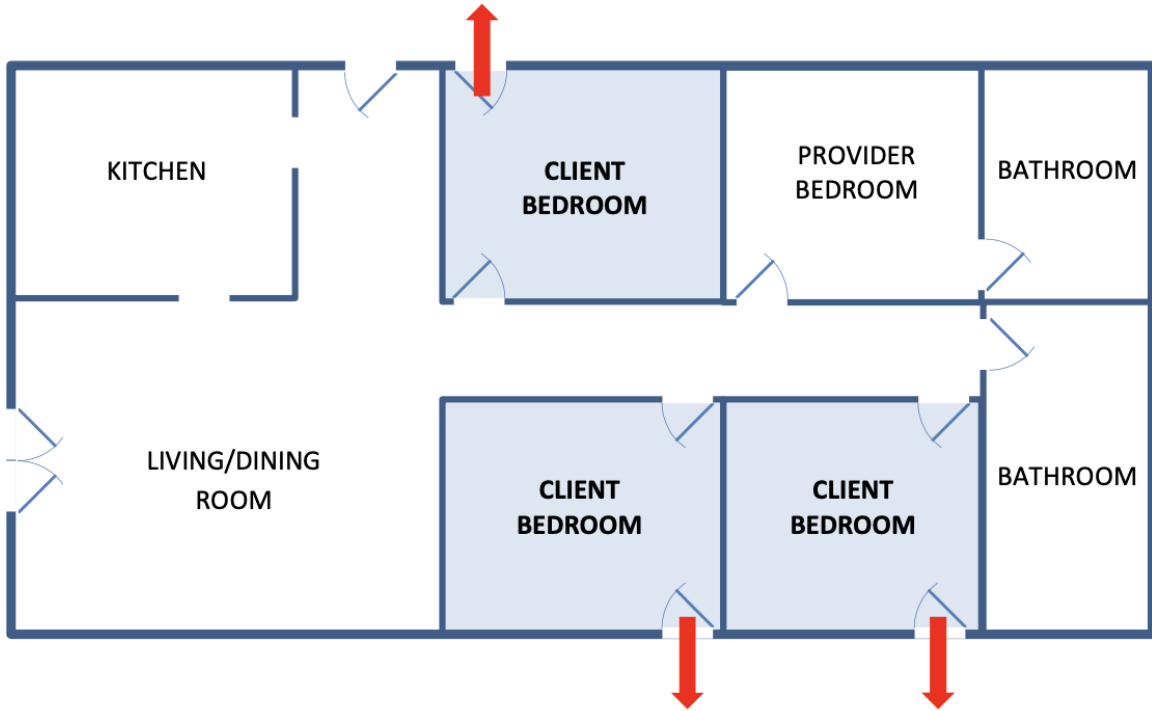 KITCHEN
CLIENT
BEDROOM
PROVIDER
BEDROOM
BATHROOM
LIVING/DINING
ROOM
CLIENT
BEDROOM
CLIENT
BEDROOM
BATHROOM